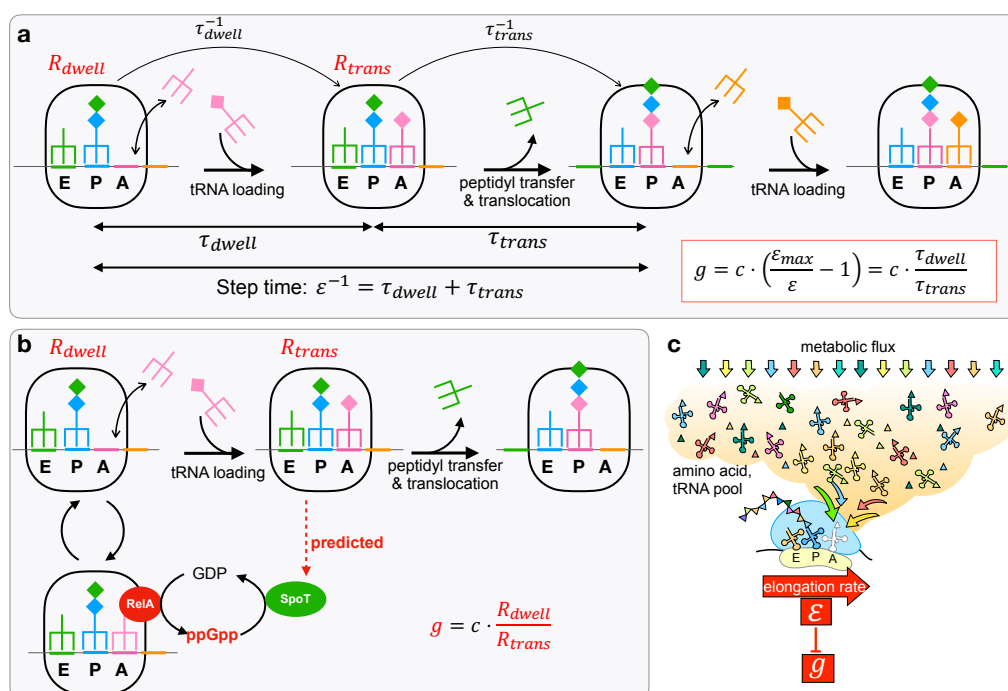 a
τ_dwell^{-1}
τ_trans^{-1}
R_dwell
R_trans
E P A
E P A
E P A
E P A
tRNA loading
peptidyl transfer
& translocation
tRNA loading
τ_dwell
τ_trans
Step time: ε^{-1} = τ_dwell + τ_trans
g = c · (ε_max/ε − 1) = c · τ_dwell/τ_trans
b
R_dwell
R_trans
E P A
E P A
E P A
tRNA loading
peptidyl transfer
& translocation
predicted
GDP
RelA
SpoT
ppGpp
E P A
g = c · R_dwell/R_trans
c
metabolic flux
amino acid,
tRNA pool
E P A
elongation rate
ε
g